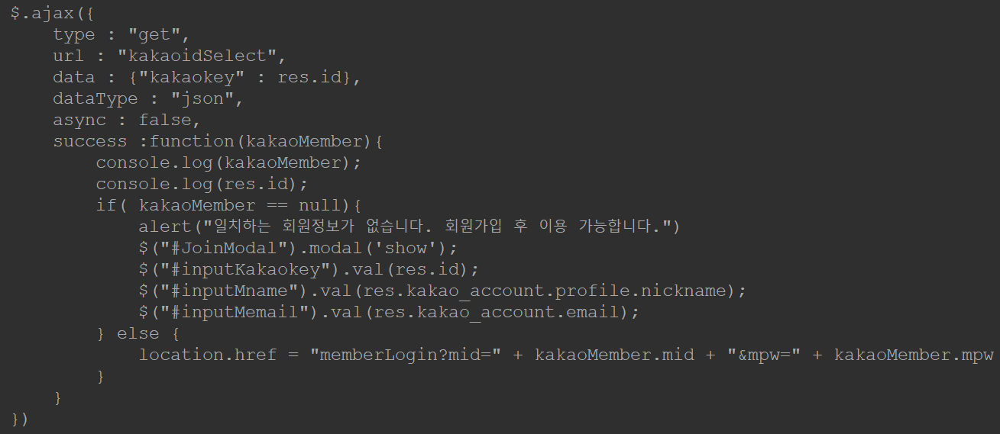 $.ajax({
    type : "get",
    url : "kakaoidSelect",
    data : {"kakaokey" : res.id},
    dataType : "json",
    async : false,
    success :function(kakaoMember){
        console.log(kakaoMember);
        console.log(res.id);
        if( kakaoMember == null){
            alert("일치하는 회원정보가 없습니다. 회원가입 후 이용 가능합니다.")
            $("#JoinModal").modal('show');
            $("#inputKakaokey").val(res.id);
            $("#inputMname").val(res.kakao_account.profile.nickname);
            $("#inputMemail").val(res.kakao_account.email);
        } else {
            location.href = "memberLogin?mid=" + kakaoMember.mid + "&mpw=" + kakaoMember.mpw
        }
    }
})